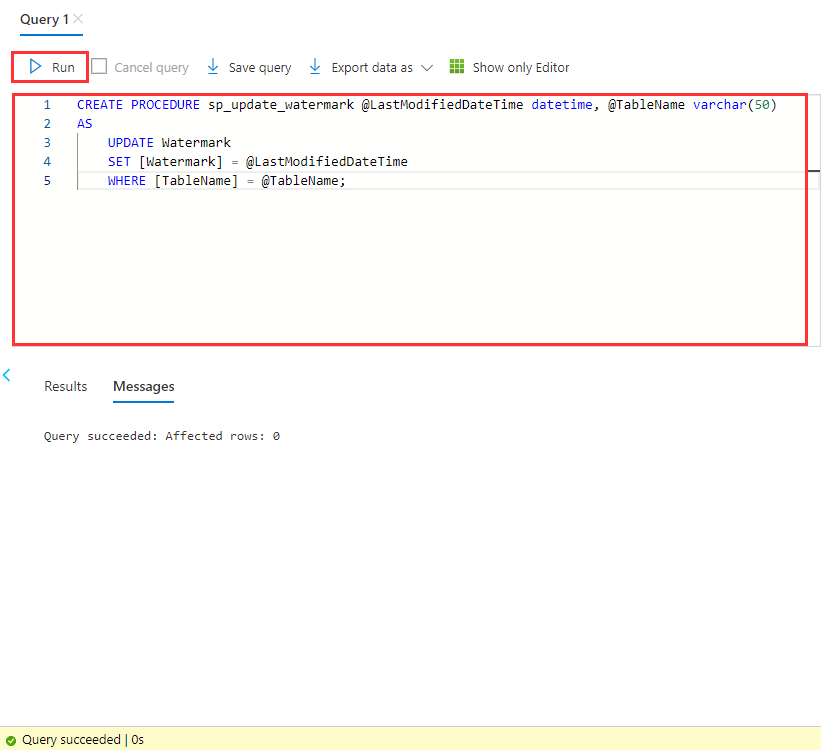 Query 1
Run Cancel query Save query Export data as Show only Editor
1 CREATE PROCEDURE sp_update_watermark @LastModifiedDateTime datetime, @TableName varchar(50)
2 AS
3 UPDATE Watermark
4 SET [Watermark] = @LastModifiedDateTime
5 WHERE [TableName] = @TableName;
Results Messages
Query succeeded: Affected rows: 0
Query succeeded | 0s